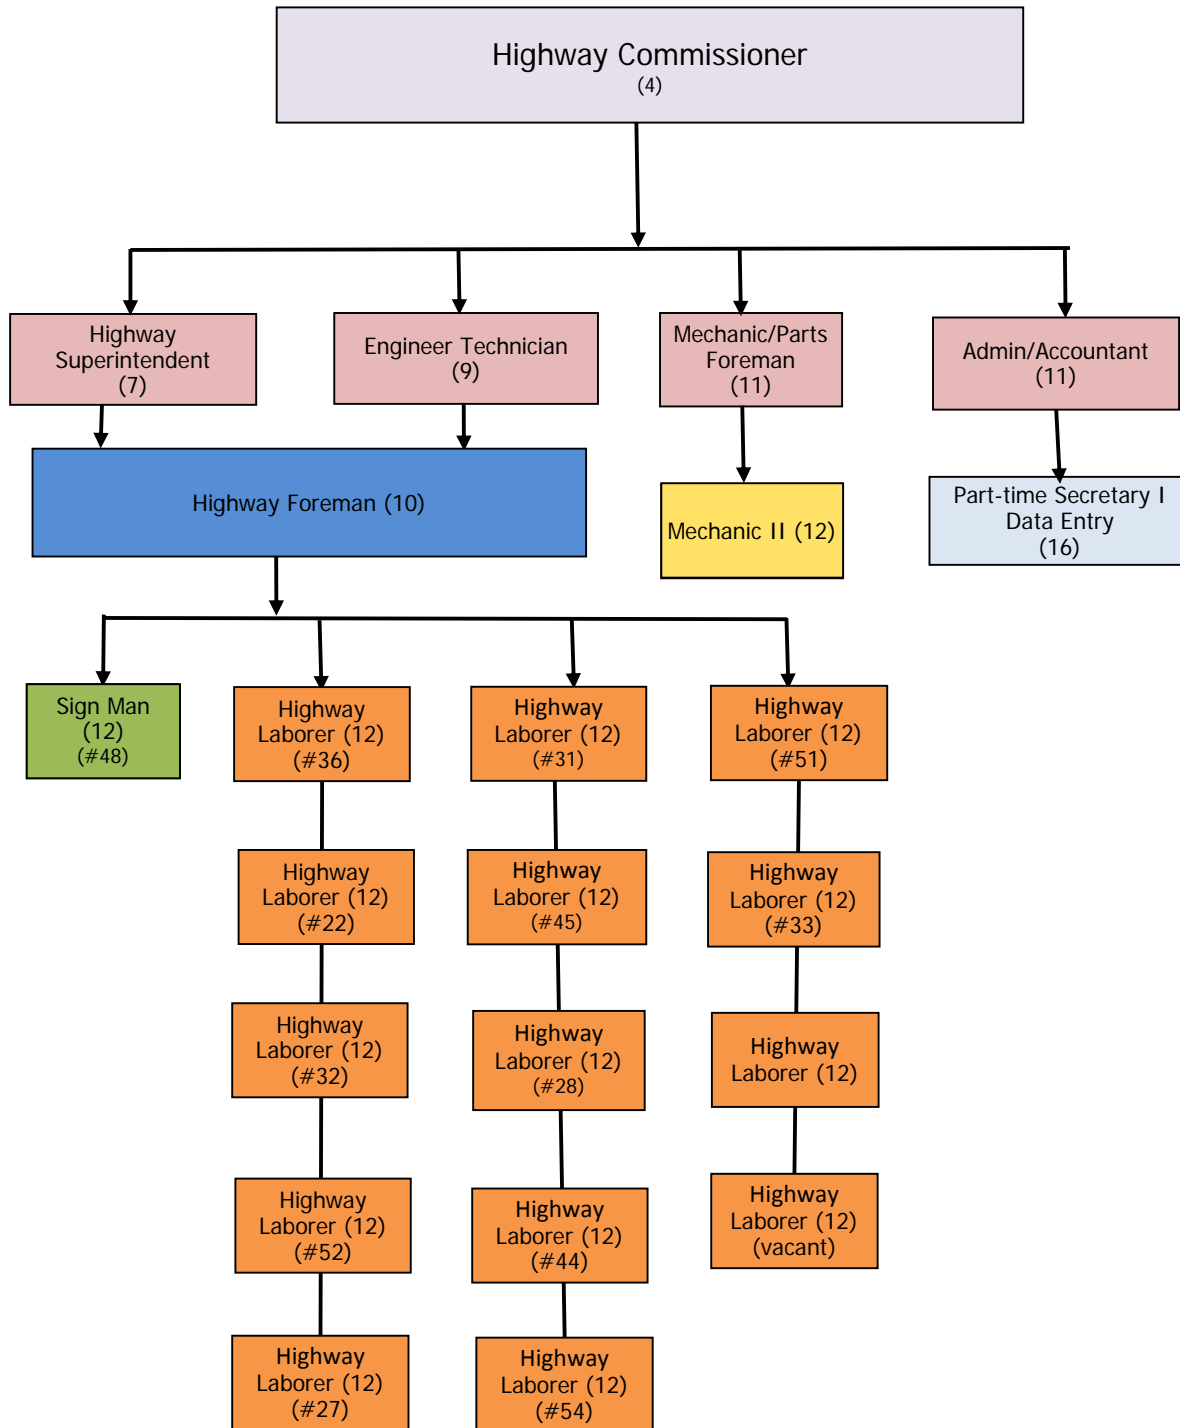 Highway Commissioner
(4)
Highway
Superintendent
(7)
Engineer Technician
(9)
Mechanic/Parts
Foreman
(11)
Admin/Accountant
(11)
Highway Foreman (10)
Mechanic II (12)
Part-time Secretary I
Data Entry
(16)
Sign Man
(12)
(#48)
Highway
Laborer (12)
(#36)
Highway
Laborer (12)
(#31)
Highway
Laborer (12)
(#51)
Highway
Laborer (12)
(#22)
Highway
Laborer (12)
(#45)
Highway
Laborer (12)
(#33)
Highway
Laborer (12)
(#32)
Highway
Laborer (12)
(#28)
Highway
Laborer (12)
Highway
Laborer (12)
(#52)
Highway
Laborer (12)
(#44)
Highway
Laborer (12)
(vacant)
Highway
Laborer (12)
(#27)
Highway
Laborer (12)
(#54)